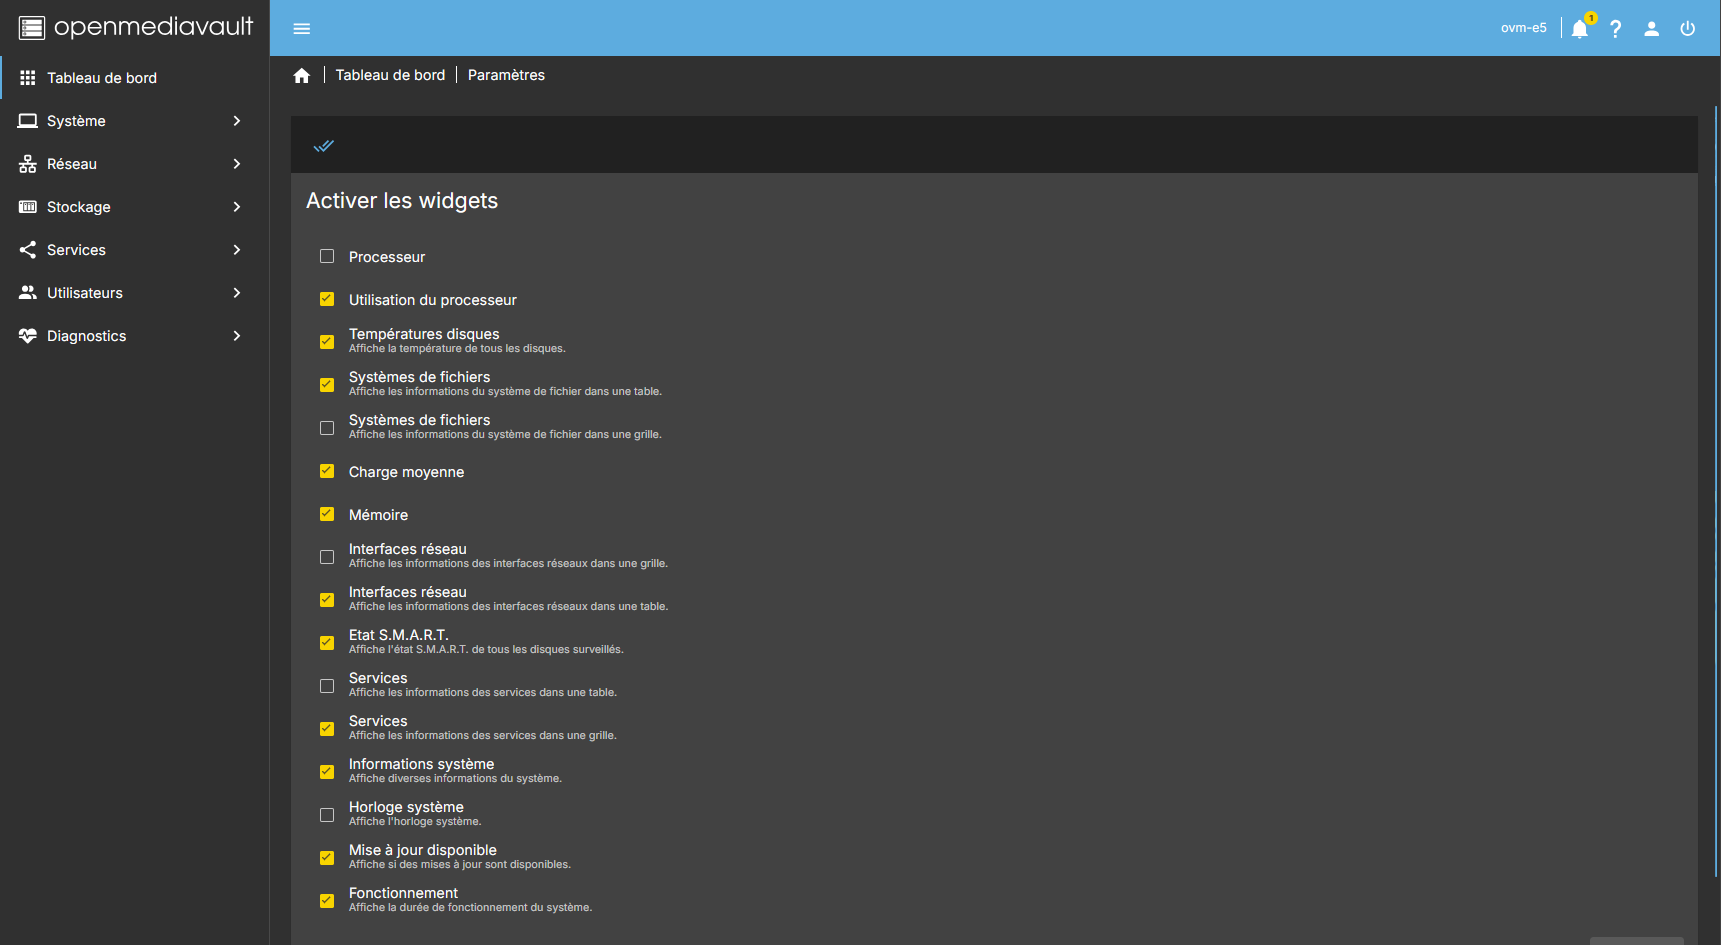 openmediavault
ovm-e5
1
Tableau de bord
Système
Réseau
Stockage
Services
Utilisateurs
Diagnostics
Tableau de bord | Paramètres
Activer les widgets
Processeur
Utilisation du processeur
Températures disques
Affiche la température de tous les disques.
Systèmes de fichiers
Affiche les informations du système de fichier dans une table.
Systèmes de fichiers
Affiche les informations du système de fichier dans une grille.
Charge moyenne
Mémoire
Interfaces réseau
Affiche les informations des interfaces réseaux dans une grille.
Interfaces réseau
Affiche les informations des interfaces réseaux dans une table.
Etat S.M.A.R.T.
Affiche l'état S.M.A.R.T. de tous les disques surveillés.
Services
Affiche les informations des services dans une table.
Services
Affiche les informations des services dans une grille.
Informations système
Affiche diverses informations du système.
Horloge système
Affiche l'horloge système.
Mise à jour disponible
Affiche si des mises à jour sont disponibles.
Fonctionnement
Affiche la durée de fonctionnement du système.